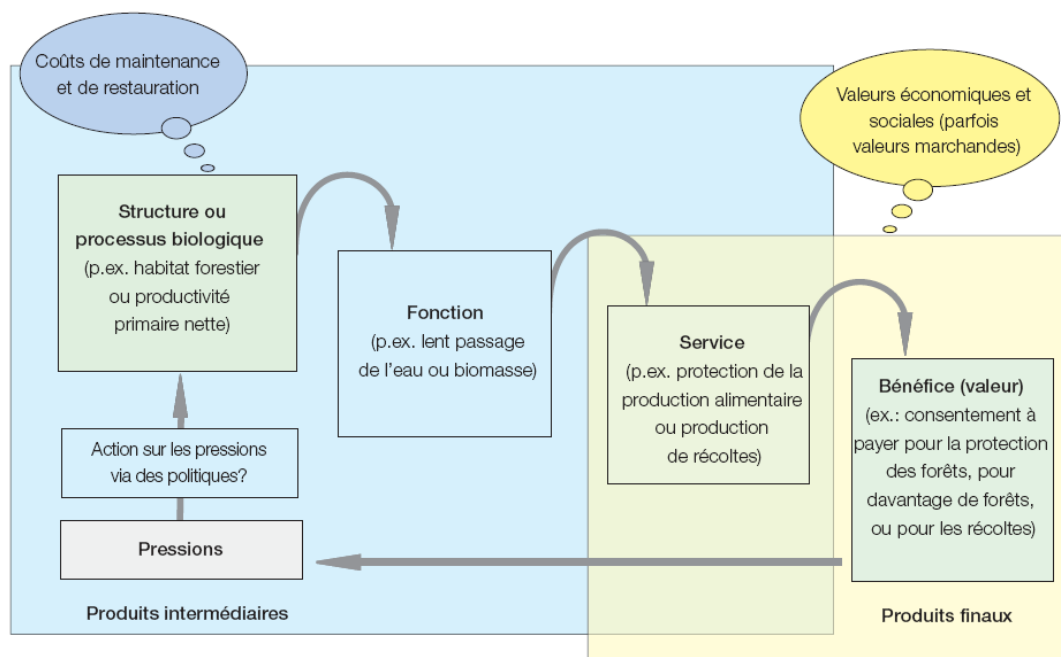 Coûts de maintenance
et de restauration
Valeurs économiques et
sociales (parfois
valeurs marchandes)
Structure ou
processus biologique
(p.ex. habitat forestier
ou productivité
primaire nette)
Fonction
(p.ex. lent passage
de l'eau ou biomasse)
Service
(p.ex. protection de la
production alimentaire
ou production
de récoltes)
Bénéfice (valeur)
(ex.: consentement à
payer pour la protection
des forêts, pour
davantage de forêts,
ou pour les récoltes)
Action sur les pressions
via des politiques?
Pressions
Produits intermédiaires
Produits finaux